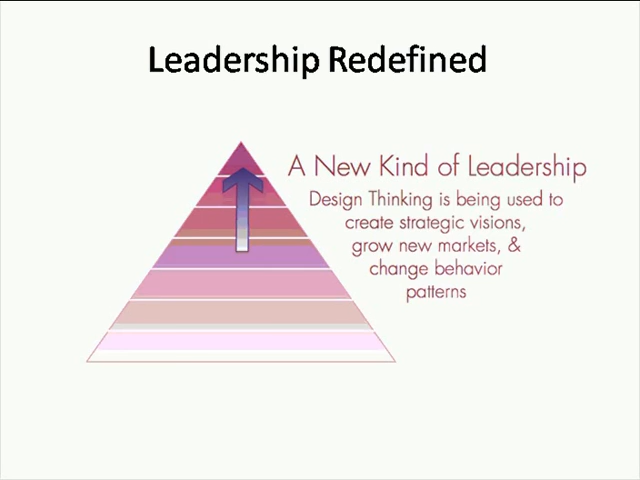 Leadership Redefined
A New Kind of Leadership
Design Thinking is being used to
create strategic visions,
grow new markets, &
change behavior
patterns